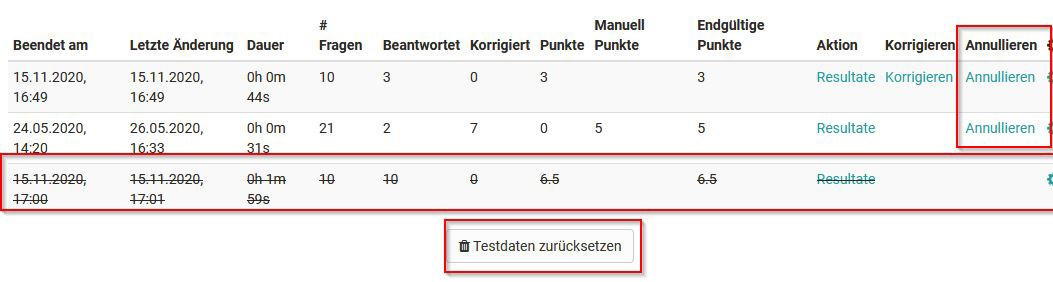 # Manuell Endgültige
Beendet am Letzte Änderung Dauer Fragen Beantwortet Korrigiert Punkte Punkte Punkte Aktion Korrigieren Annullieren
15.11.2020, 15.11.2020, 0h 0m 10 3 0 3 3 Resultate Korrigieren Annullieren
16:49 16:49 44s
24.05.2020, 26.05.2020, 0h 0m 21 2 7 0 5 5 Resultate Annullieren
14:20 16:33 31s
15.11.2020, 15.11.2020, 0h 1m 10 10 0 6.5 6.5 Resultate
17:00 17:01 59s
Testdaten zurücksetzen